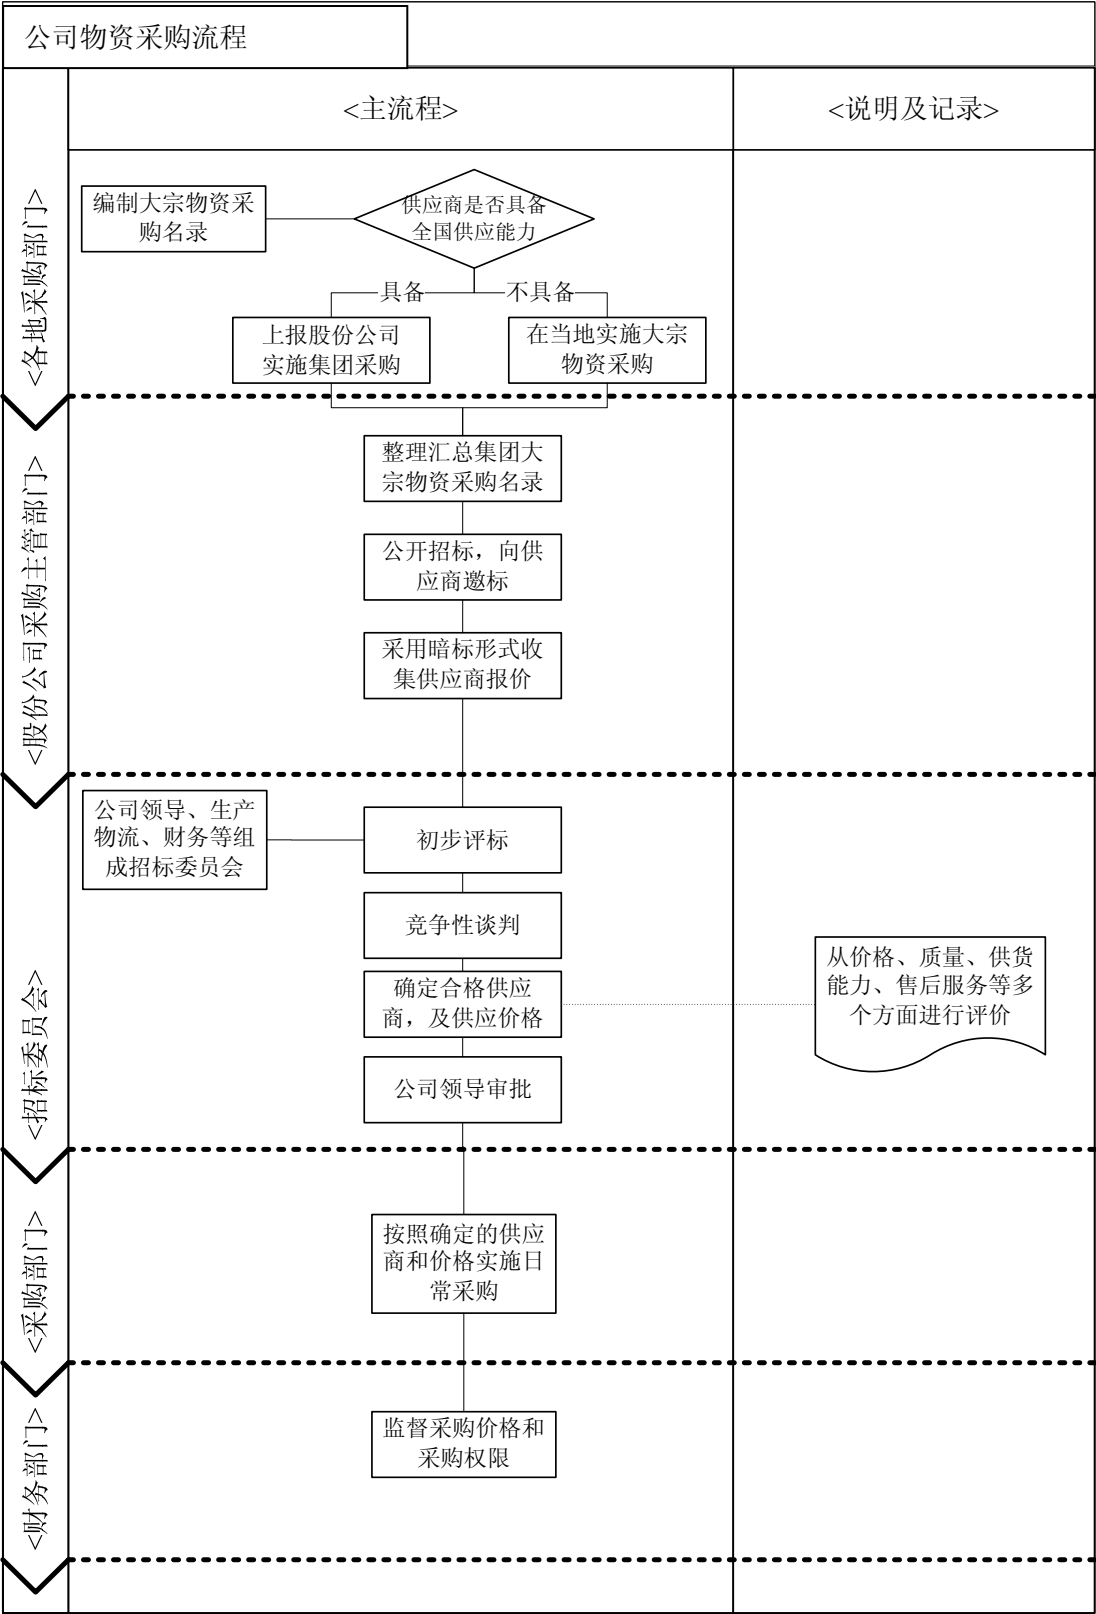 公司物资采购流程
<主流程>
<说明及记录>
<各地采购部门>
编制大宗物资采
购名录
供应商是否具备
全国供应能力
具备
不具备
上报股份公司
实施集团采购
在当地实施大宗
物资采购
<股份公司采购主管部门>
整理汇总集团大
宗物资采购名录
公开招标，向供
应商邀标
采用暗标形式收
集供应商报价
<招标委员会>
公司领导、生产
物流、财务等组
成招标委员会
初步评标
竞争性谈判
确定合格供应
商，及供应价格
从价格、质量、供货
能力、售后服务等多
个方面进行评价
公司领导审批
<采购部门>
按照确定的供应
商和价格实施日
常采购
<财务部门>
监督采购价格和
采购权限